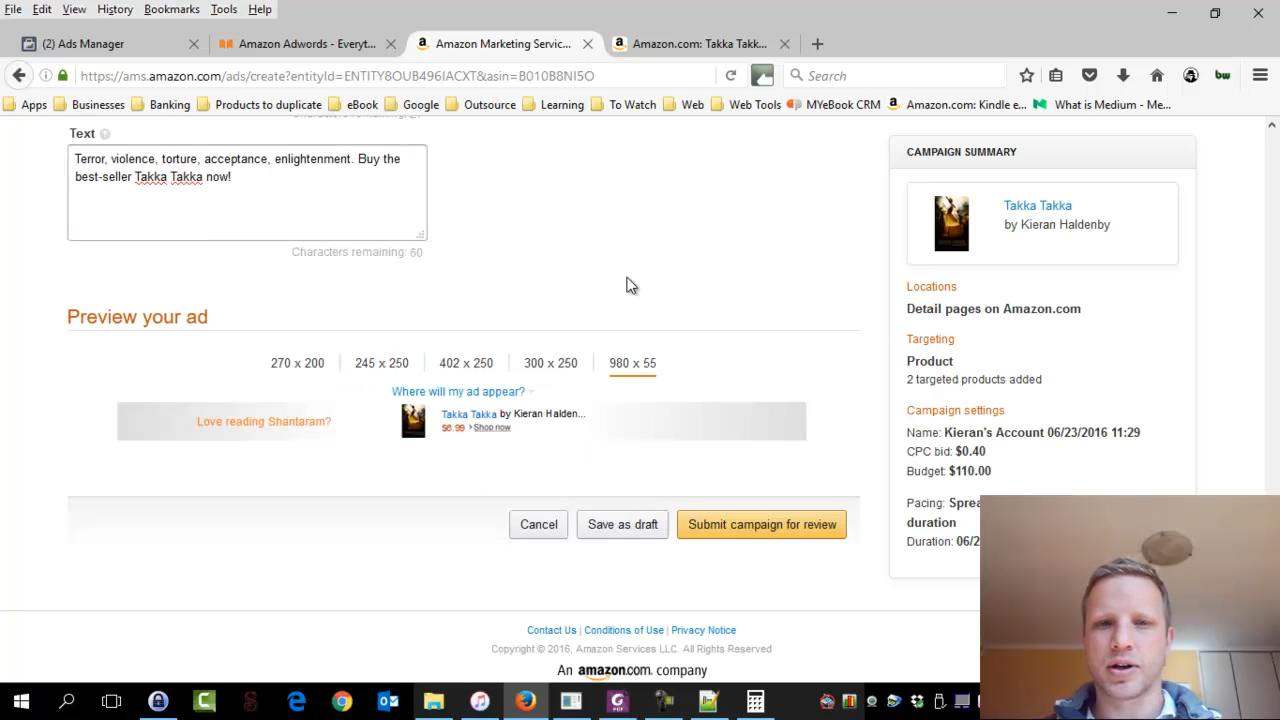 File Edit View History Bookmarks Tools Help
(2) Ads Manager
Amazon Adwords - Everyt...
Amazon Marketing Servic...
Amazon.com: Takka Takk...
https://ams.amazon.com/ads/create?entityId=ENTITY8OUB496IACXT&asin=B010B8NI5O
Search
Apps Businesses Banking Products to duplicate eBook Google Outsource Learning To Watch Web Web Tools MYeBook CRM Amazon.com: Kindle e... What is Medium - Me...
Text
Terror, violence, torture, acceptance, enlightenment. Buy the
best-seller Takka Takka now!
Characters remaining: 60
Preview your ad
270 x 200 245 x 250 402 x 250 300 x 250 980 x 55
Where will my ad appear?
Love reading Shantaram?
Takka Takka by Kieran Halden...
$6.99 Shop now
Cancel Save as draft Submit campaign for review
CAMPAIGN SUMMARY
Takka Takka
by Kieran Haldenby
Locations
Detail pages on Amazon.com
Targeting
Product
2 targeted products added
Campaign settings
Name: Kieran's Account 06/23/2016 11:29
CPC bid: $0.40
Budget: $110.00
Pacing: Sprea
duration
Duration: 06/2
Contact Us | Conditions of Use | Privacy Notice
Copyright © 2016, Amazon Services LLC. All Rights Reserved
An amazon.com company